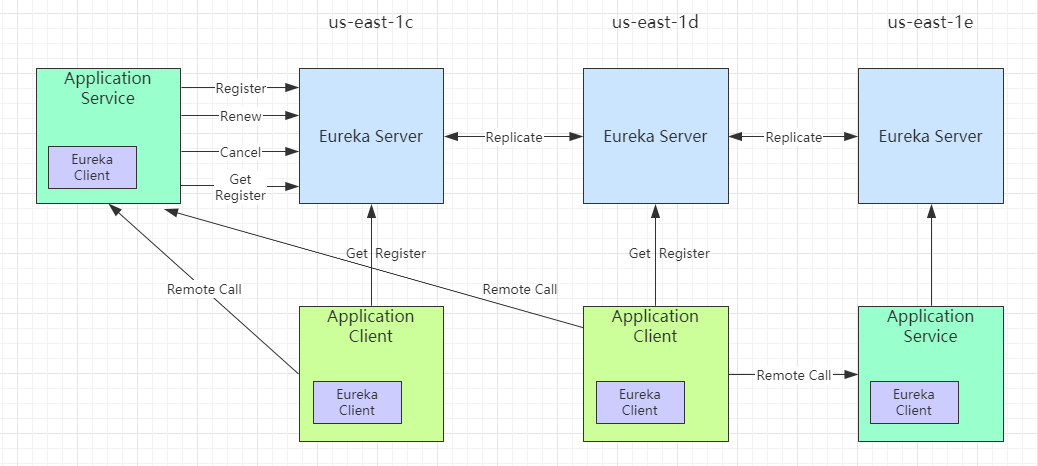 us-east-1c
us-east-1d
us-east-1e
Application
Service
Eureka
Client
Register
Renew
Cancel
Get
Register
Eureka Server
Replicate
Eureka Server
Replicate
Eureka Server
Get Register
Get Register
Remote Call
Remote Call
Application
Client
Eureka
Client
Application
Client
Eureka
Client
Remote Call
Application
Service
Eureka
Client